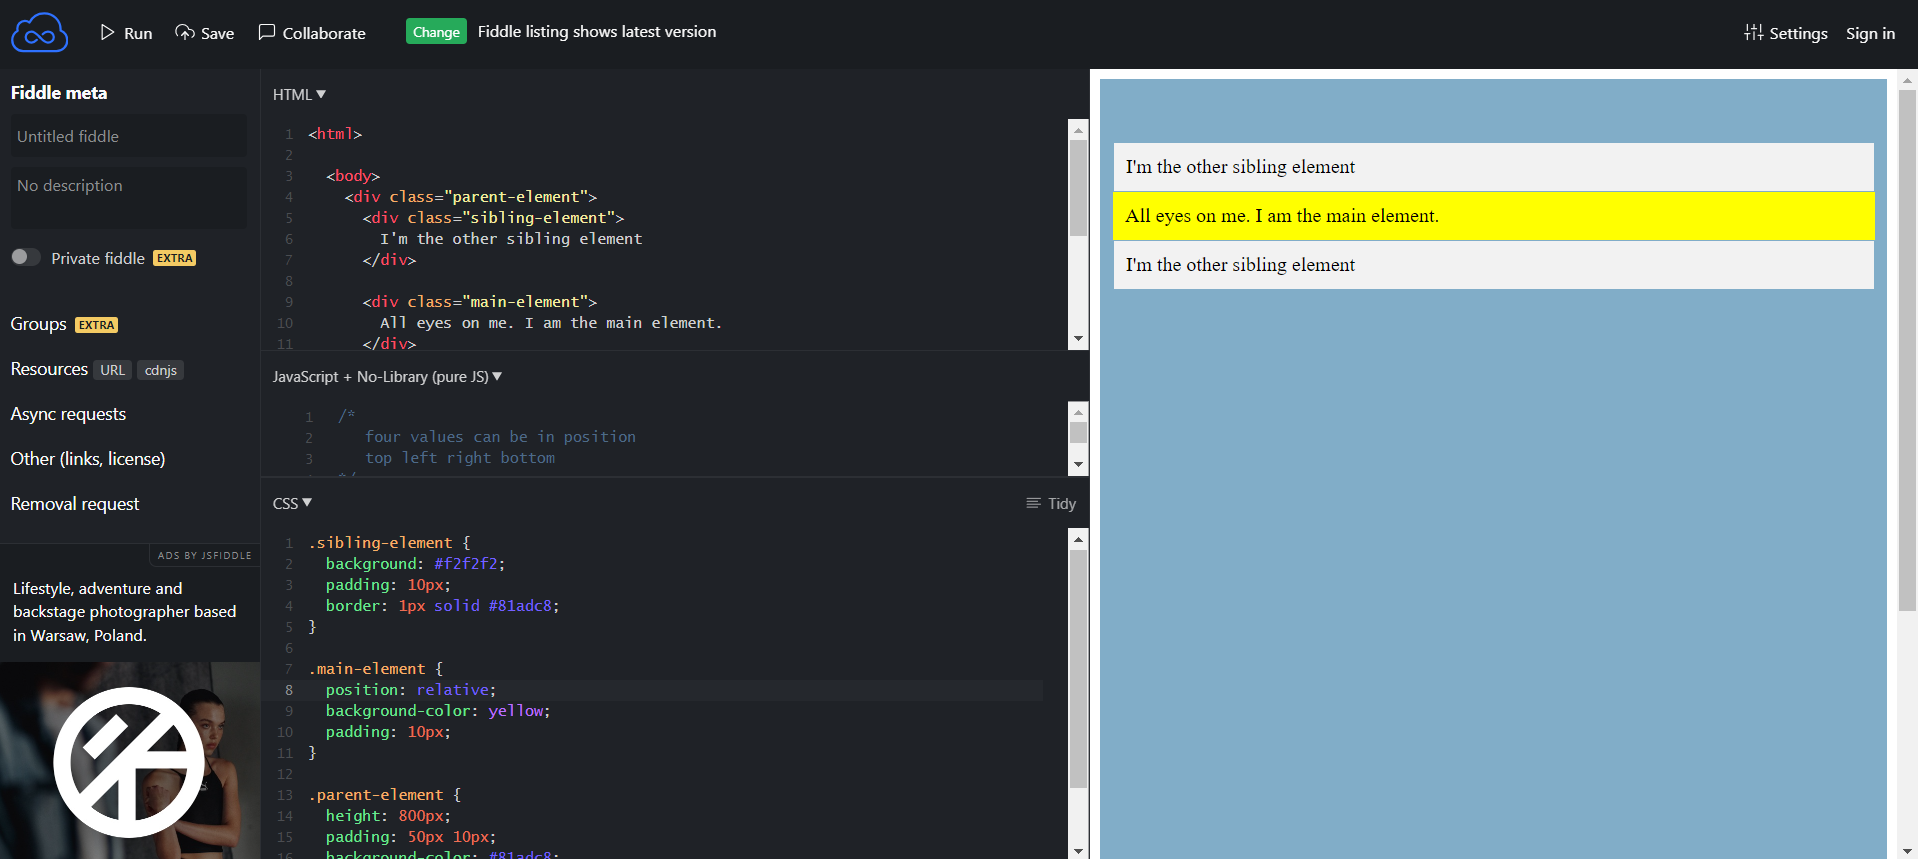 Run Save Collaborate Change Fiddle listing shows latest version Settings Sign in
Fiddle meta
Untitled fiddle
No description
Private fiddle EXTRA
Groups EXTRA
Resources URL cdnjs
Async requests
Other (links, license)
Removal request
ADS BY JSFIDDLE
Lifestyle, adventure and
backstage photographer based
in Warsaw, Poland.
HTML ▼
1 <html>
2
3 <body>
4 <div class="parent-element">
5 <div class="sibling-element">
6 I'm the other sibling element
7 </div>
8
9 <div class="main-element">
10 All eyes on me. I am the main element.
11 </div>
JavaScript + No-Library (pure JS) ▼
1 /*
2 four values can be in position
3 top left right bottom
*/
CSS ▼ Tidy
1 .sibling-element {
2 background: #f2f2f2;
3 padding: 10px;
4 border: 1px solid #81adc8;
5 }
6
7 .main-element {
8 position: relative;
9 background-color: yellow;
10 padding: 10px;
11 }
12
13 .parent-element {
14 height: 800px;
15 padding: 50px 10px;
16 background-color: #81adc8;
I'm the other sibling element
All eyes on me. I am the main element.
I'm the other sibling element